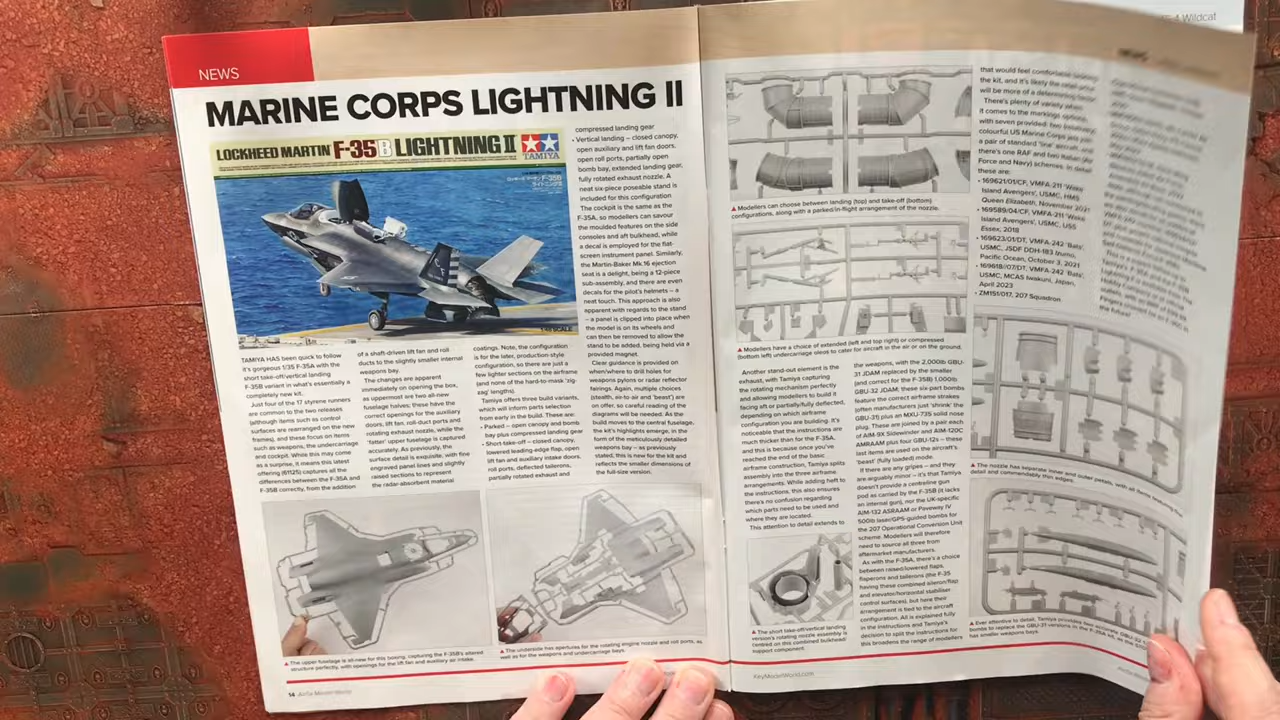 NEWS
MARINE CORPS LIGHTNING II
LOCKHEED MARTIN F-35B LIGHTNING II
TAMIYA
1/48 SCALE
TAMIYA HAS been quick to follow
it's gorgeous 1/35 F-35A with the
short take-off/vertical landing
F-35B variant in what's essentially a
completely new kit.
Just four of the 17 styrene runners
are common to the two releases
(although items such as control
surfaces are rearranged on the new
frames), and these focus on items
such as weapons, the undercarriage
and cockpit. While this may come
as a surprise, it means this latest
offering (61125) captures all the
differences between the F-35A and
F-35B correctly, from the addition
of a shaft-driven lift fan and roll
ducts to the slightly smaller internal
weapons bay.
The changes are apparent
immediately on opening the box,
as uppermost are two all-new
fuselage halves; these have the
correct openings for the auxiliary
doors, lift fan, roll-duct ports and
rotating exhaust nozzle, while the
'fatter' upper fuselage is captured
accurately. As previously, the
surface detail is exquisite, with fine
engraved panel lines and slightly
raised sections to represent
the radar-absorbent material
coatings. Note, the configuration
is for the later, production-style
configuration, so there are just a
few lighter sections on the airframe
(and none of the hard-to-mask 'zig-
zag' lengths).
Tamiya offers three build variants,
which will inform parts selection
from early in the build. These are:
• Parked – open canopy and bomb
bay plus compressed landing gear
• Short take-off – closed canopy,
lowered leading-edge flap, open
lift fan and auxiliary intake doors,
roll ports, deflected tailerons,
partially rotated exhaust and
compressed landing gear
• Vertical landing – closed canopy,
open auxiliary and lift fan doors,
open roll ports, partially open
bomb bay, extended landing gear,
fully rotated exhaust nozzle. A
neat six-piece poseable stand is
included for this configuration
The cockpit is the same as the
F-35A, so modellers can savour
the moulded features on the side
consoles and aft bulkhead, while
a decal is employed for the flat-
screen instrument panel. Similarly,
the Martin-Baker Mk.16 ejection
seat is a delight, being a 12-piece
sub-assembly, and there are even
decals for the pilot's helmets – a
neat touch. This approach is also
apparent with regards to the stand
– a panel is clipped into place when
the model is on its wheels and
can then be removed to allow the
stand to be added, being held via a
provided magnet.
Clear guidance is provided on
when/where to drill holes for
weapons pylons or radar reflector
fairings. Again, multiple choices
(stealth, air-to-air and 'beast') are
on offer, so careful reading of the
diagrams will be needed. As the
build moves to the central fuselage,
the kit's highlights emerge, in the
form of the meticulously detailed
weapons bay – as previously
stated, this is new for the kit and
reflects the smaller dimensions of
the full-size version.
▲ The upper fuselage is all-new for this boxing, capturing the F-35B's altered
structure perfectly, with openings for the lift fan and auxiliary air intake.
▲ The underside has apertures for the rotating engine nozzle and roll ports, as
well as for the weapons and undercarriage bays.
14 Airfix Model World
▲ Modellers can choose between landing (top) and take-off (bottom)
configurations, along with a parked/in-flight arrangement of the nozzle.
▲ Modellers have a choice of extended (left and top right) or compressed
(bottom left) undercarriage oleos to cater for aircraft in the air or on the ground.
Another stand-out element is the
exhaust, with Tamiya capturing
the rotating mechanism perfectly
and allowing modellers to build it
facing aft or partially/fully deflected,
depending on which airframe
configuration you are building. It's
noticeable that the instructions are
much thicker than for the F-35A,
and this is because once you've
reached the end of the basic
airframe construction, Tamiya splits
assembly into the three airframe
arrangements. While adding heft to
the instructions, this also ensures
there's no confusion regarding
which parts need to be used and
where they are located.
This attention to detail extends to
▲ The short take-off/vertical landing
version's rotating nozzle assembly is
centred on this combined bulkhead/
support component.
the weapons, with the 2,000lb GBU-
31 JDAM replaced by the smaller
(and correct for the F-35B) 1,000lb
GBU-32 JDAM; these six-part bombs
feature the correct airframe strakes
(often manufacturers just 'shrink' the
GBU-31) plus an MXU-735 solid nose
plug. These are joined by a pair each
of AIM-9X Sidewinder and AIM-120C
AMRAAM plus four GBU-12s – these
last items are used on the aircraft's
'beast' (fully loaded) mode.
If there are any gripes – and they
are arguably minor – it's that Tamiya
doesn't provide a centreline gun
pod as carried by the F-35B (it lacks
an internal gun), nor the UK-specific
AIM-132 ASRAAM or Paveway IV
500lb laser/GPS-guided bombs for
the 207 Operational Conversion Unit
scheme. Modellers will therefore
need to source all three from
aftermarket manufacturers.
As with the F-35A, there's a choice
between raised/lowered flaps,
flaperons and tailerons (the F-35
having these combined aileron/flap
and elevator/horizontal stabiliser
control surfaces), but here their
arrangement is tied to the aircraft
configuration. All is explained fully
in the instructions and Tamiya's
decision to split the instructions for
this broadens the range of modellers
that would feel comfortable
the kit, and it's likely the retail price
will be more of a
There's plenty of variety when
it comes to the markings options,
with seven provided: two
colourful US Marine Corps jets
a pair of standard 'line' aircraft
there's one RAF and two Italian (Air
Force and Navy) schemes. In detail
these are:
• 169621/01/CF, VMFA-211 'Wake
Island Avengers', USMC, HMS
Queen Elizabeth, November 2021
• 169589/04/CF, VMFA-211 'Wake
Island Avengers', USMC, USS
Essex, 2018
• 169623/01/DT, VMFA-242 'Bats',
USMC, JSDF DDH-183 Izumo,
Pacific Ocean, October 3, 2021
• 169618/07/DT, VMFA-242 'Bats',
USMC, MCAS Iwakuni, Japan,
April 2023
• ZM151/017, 207 Squadron
the future!
▲ The nozzle has separate inner and outer petals, with all items
detail and commendably thin edges.
▲ Ever attentive to detail, Tamiya provides two accurate GBU-32
bombs to replace the GBU-31 versions in the F-35A kit, as the
has smaller weapons bays.
KeyModelWorld.com
Wildcat